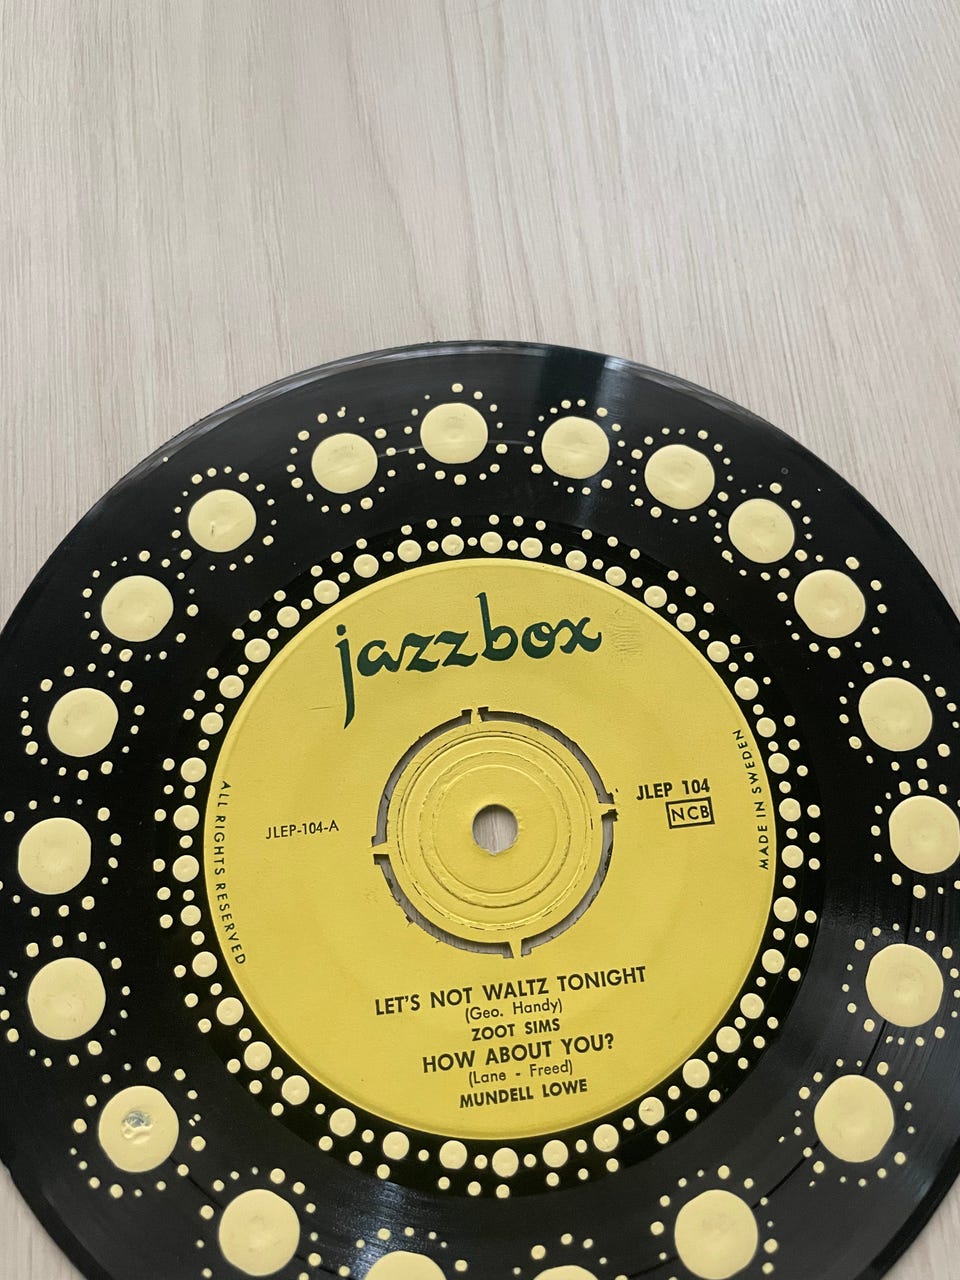 jazzbox
JLEP-104-A
JLEP 104
NCB
ALL RIGHTS RESERVED
MADE IN SWEDEN
LET'S NOT WALTZ TONIGHT
(Geo. Handy)
ZOOT SIMS
HOW ABOUT YOU?
(Lane - Freed)
MUNDELL LOWE